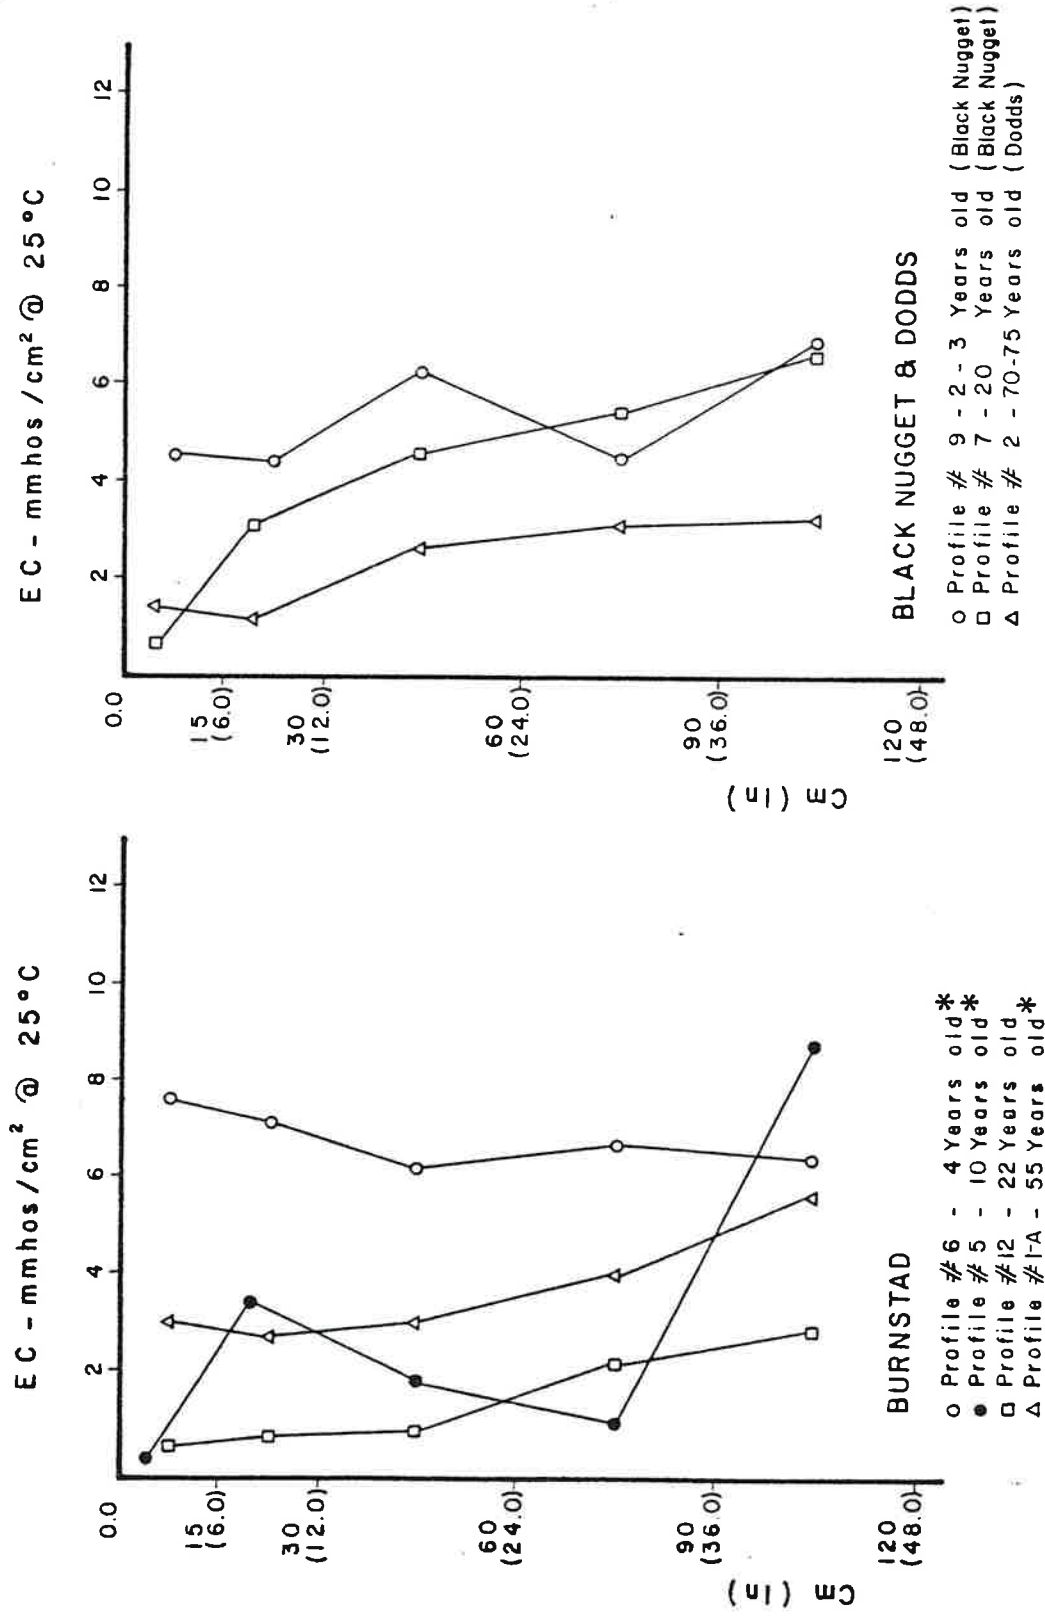 EC - mmhos/cm² @ 25°C
2 4 6 8 10 12
0.0
15
(6.0)
30
(12.0)
60
(24.0)
90
(36.0)
120
(48.0)
Cm (In)
BURNSTAD
○ Profile #6 - 4 Years old*
● Profile #5 - 10 Years old*
□ Profile #12 - 22 Years old
△ Profile #1-A - 55 Years old*
EC - mmhos/cm² @ 25°C
2 4 6 8 10 12
0.0
15
(6.0)
30
(12.0)
60
(24.0)
90
(36.0)
120
(48.0)
Cm (In)
BLACK NUGGET & DODDS
○ Profile # 9 - 2 - 3 Years old (Black Nugget)
□ Profile # 7 - 20 Years old (Black Nugget)
△ Profile # 2 - 70-75 Years old (Dodds)